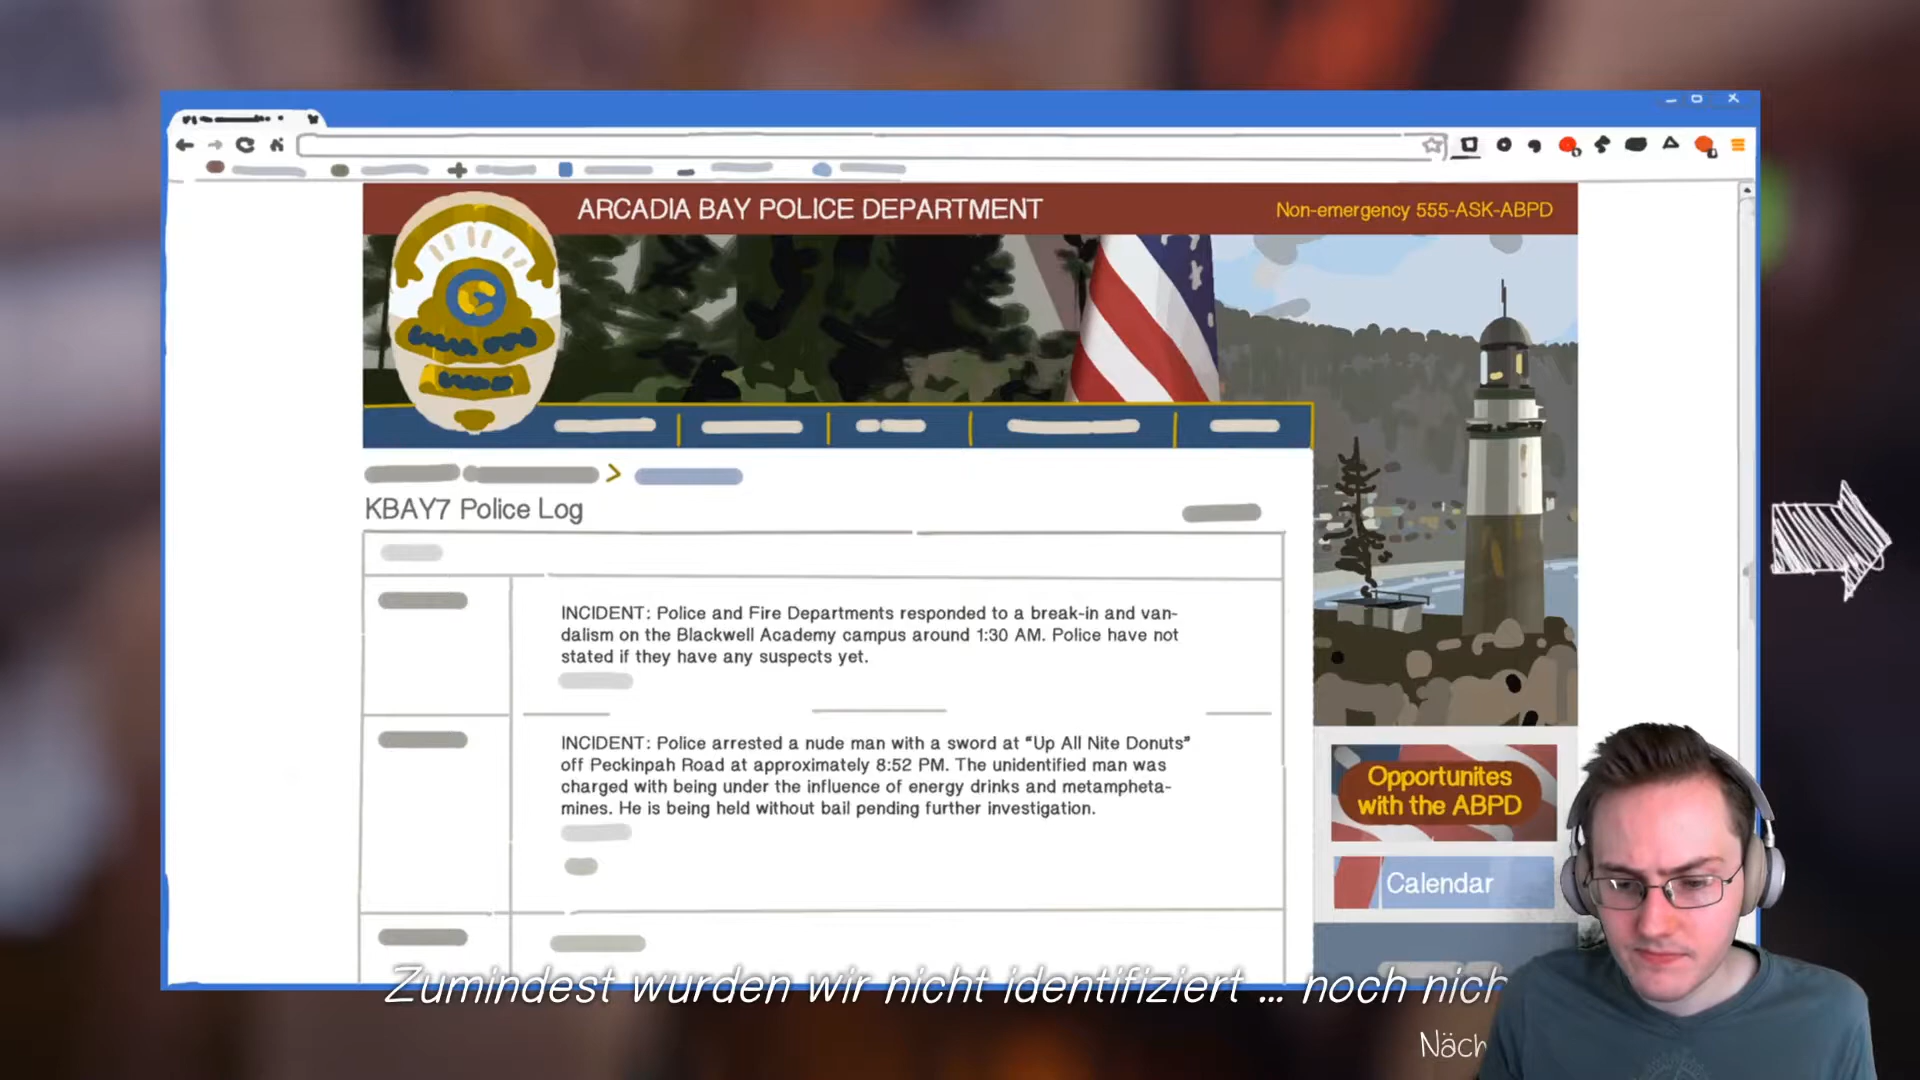 ARCADIA BAY POLICE DEPARTMENT
Non-emergency 555-ASK-ABPD
KBAY7 Police Log
INCIDENT: Police and Fire Departments responded to a break-in and van-
dalism on the Blackwell Academy campus around 1:30 AM. Police have not
stated if they have any suspects yet.
INCIDENT: Police arrested a nude man with a sword at “Up All Nite Donuts”
off Peckinpah Road at approximately 8:52 PM. The unidentified man was
charged with being under the influence of energy drinks and metampheta-
mines. He is being held without bail pending further investigation.
Opportunites
with the ABPD
Calendar
Zumindest wurden wir nicht identifiziert ... noch